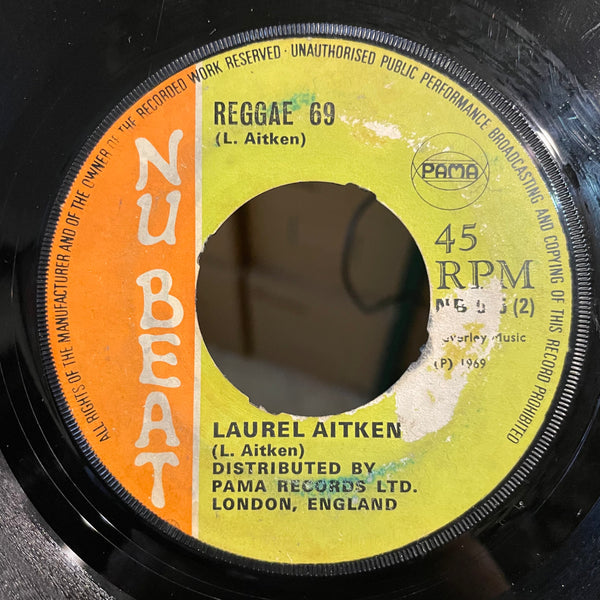 ALL RIGHTS OF THE MANUFACTURER AND OF THE OWNER OF THE RECORDED WORK RESERVED · UNAUTHORISED PUBLIC PERFORMANCE BROADCASTING AND COPYING OF THIS RECORD PROHIBITED
NU BEAT
REGGAE 69
(L. Aitken)
PAMA
45
RPM
(2)
Music
(P) 1969
LAUREL AITKEN
(L. Aitken)
DISTRIBUTED BY
PAMA RECORDS LTD.
LONDON, ENGLAND